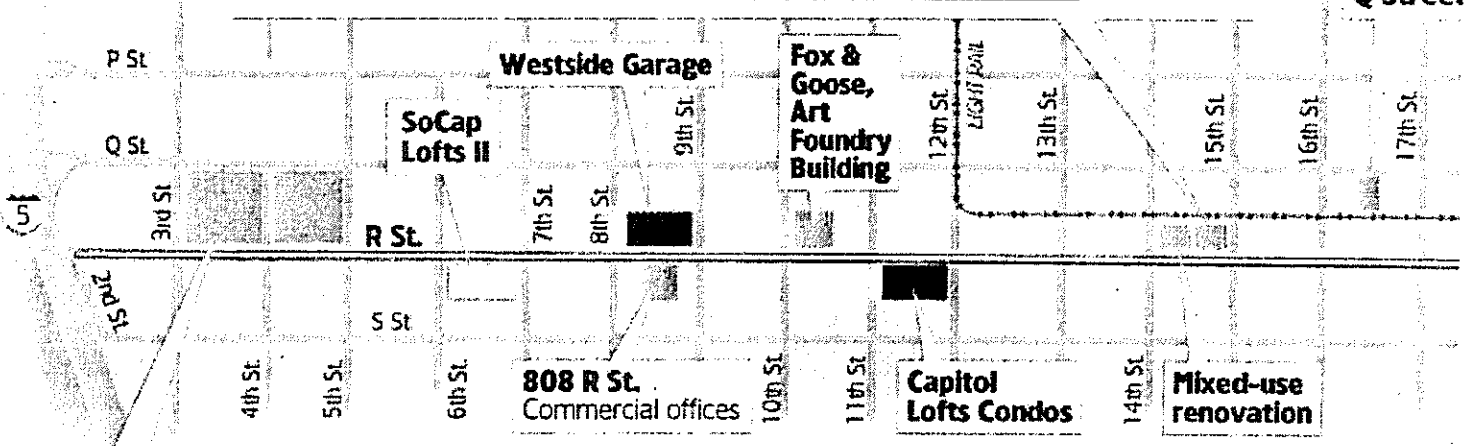 Q Street
P St.
Westside Garage
Fox &
Goose,
Art
Foundry
Building
SoCap
Lofts II
Q St.
9th St.
12th St.
LIGHT RAIL
13th St.
15th St.
16th St.
17th St.
5
3rd St.
R St.
7th St.
8th St.
2nd St.
S St.
4th St.
5th St.
6th St.
808 R St.
Commercial offices
10th St.
11th St.
Capitol
Lofts Condos
14th St.
Mixed-use
renovation